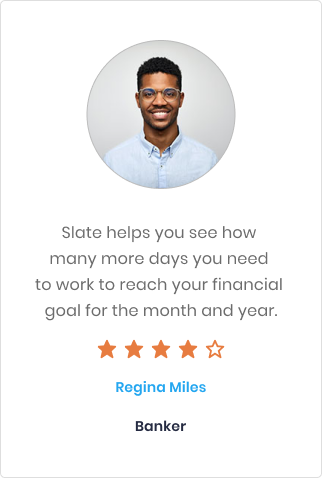 Slate helps you see how
many more days you need
to work to reach your financial
goal for the month and year.
Regina Miles
Banker